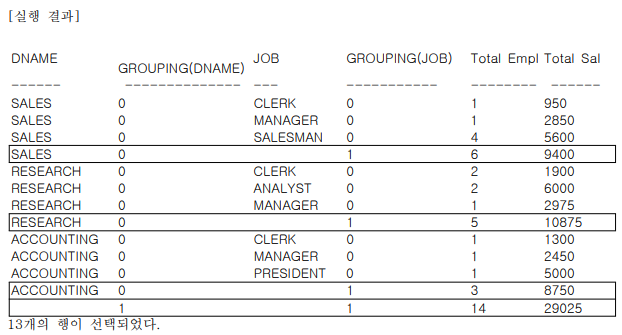 [실행 결과]
DNAME GROUPING(DNAME) JOB GROUPING(JOB) Total Empl Total Sal
------ -------------- --- ----------- -------- ------
SALES 0 CLERK 0 1 950
SALES 0 MANAGER 0 1 2850
SALES 0 SALESMAN 0 4 5600
SALES 0 1 6 9400
RESEARCH 0 CLERK 0 2 1900
RESEARCH 0 ANALYST 0 2 6000
RESEARCH 0 MANAGER 0 1 2975
RESEARCH 0 1 5 10875
ACCOUNTING 0 CLERK 0 1 1300
ACCOUNTING 0 MANAGER 0 1 2450
ACCOUNTING 0 PRESIDENT 0 1 5000
ACCOUNTING 0 1 3 8750
1 1 14 29025
13개의 행이 선택되었다.